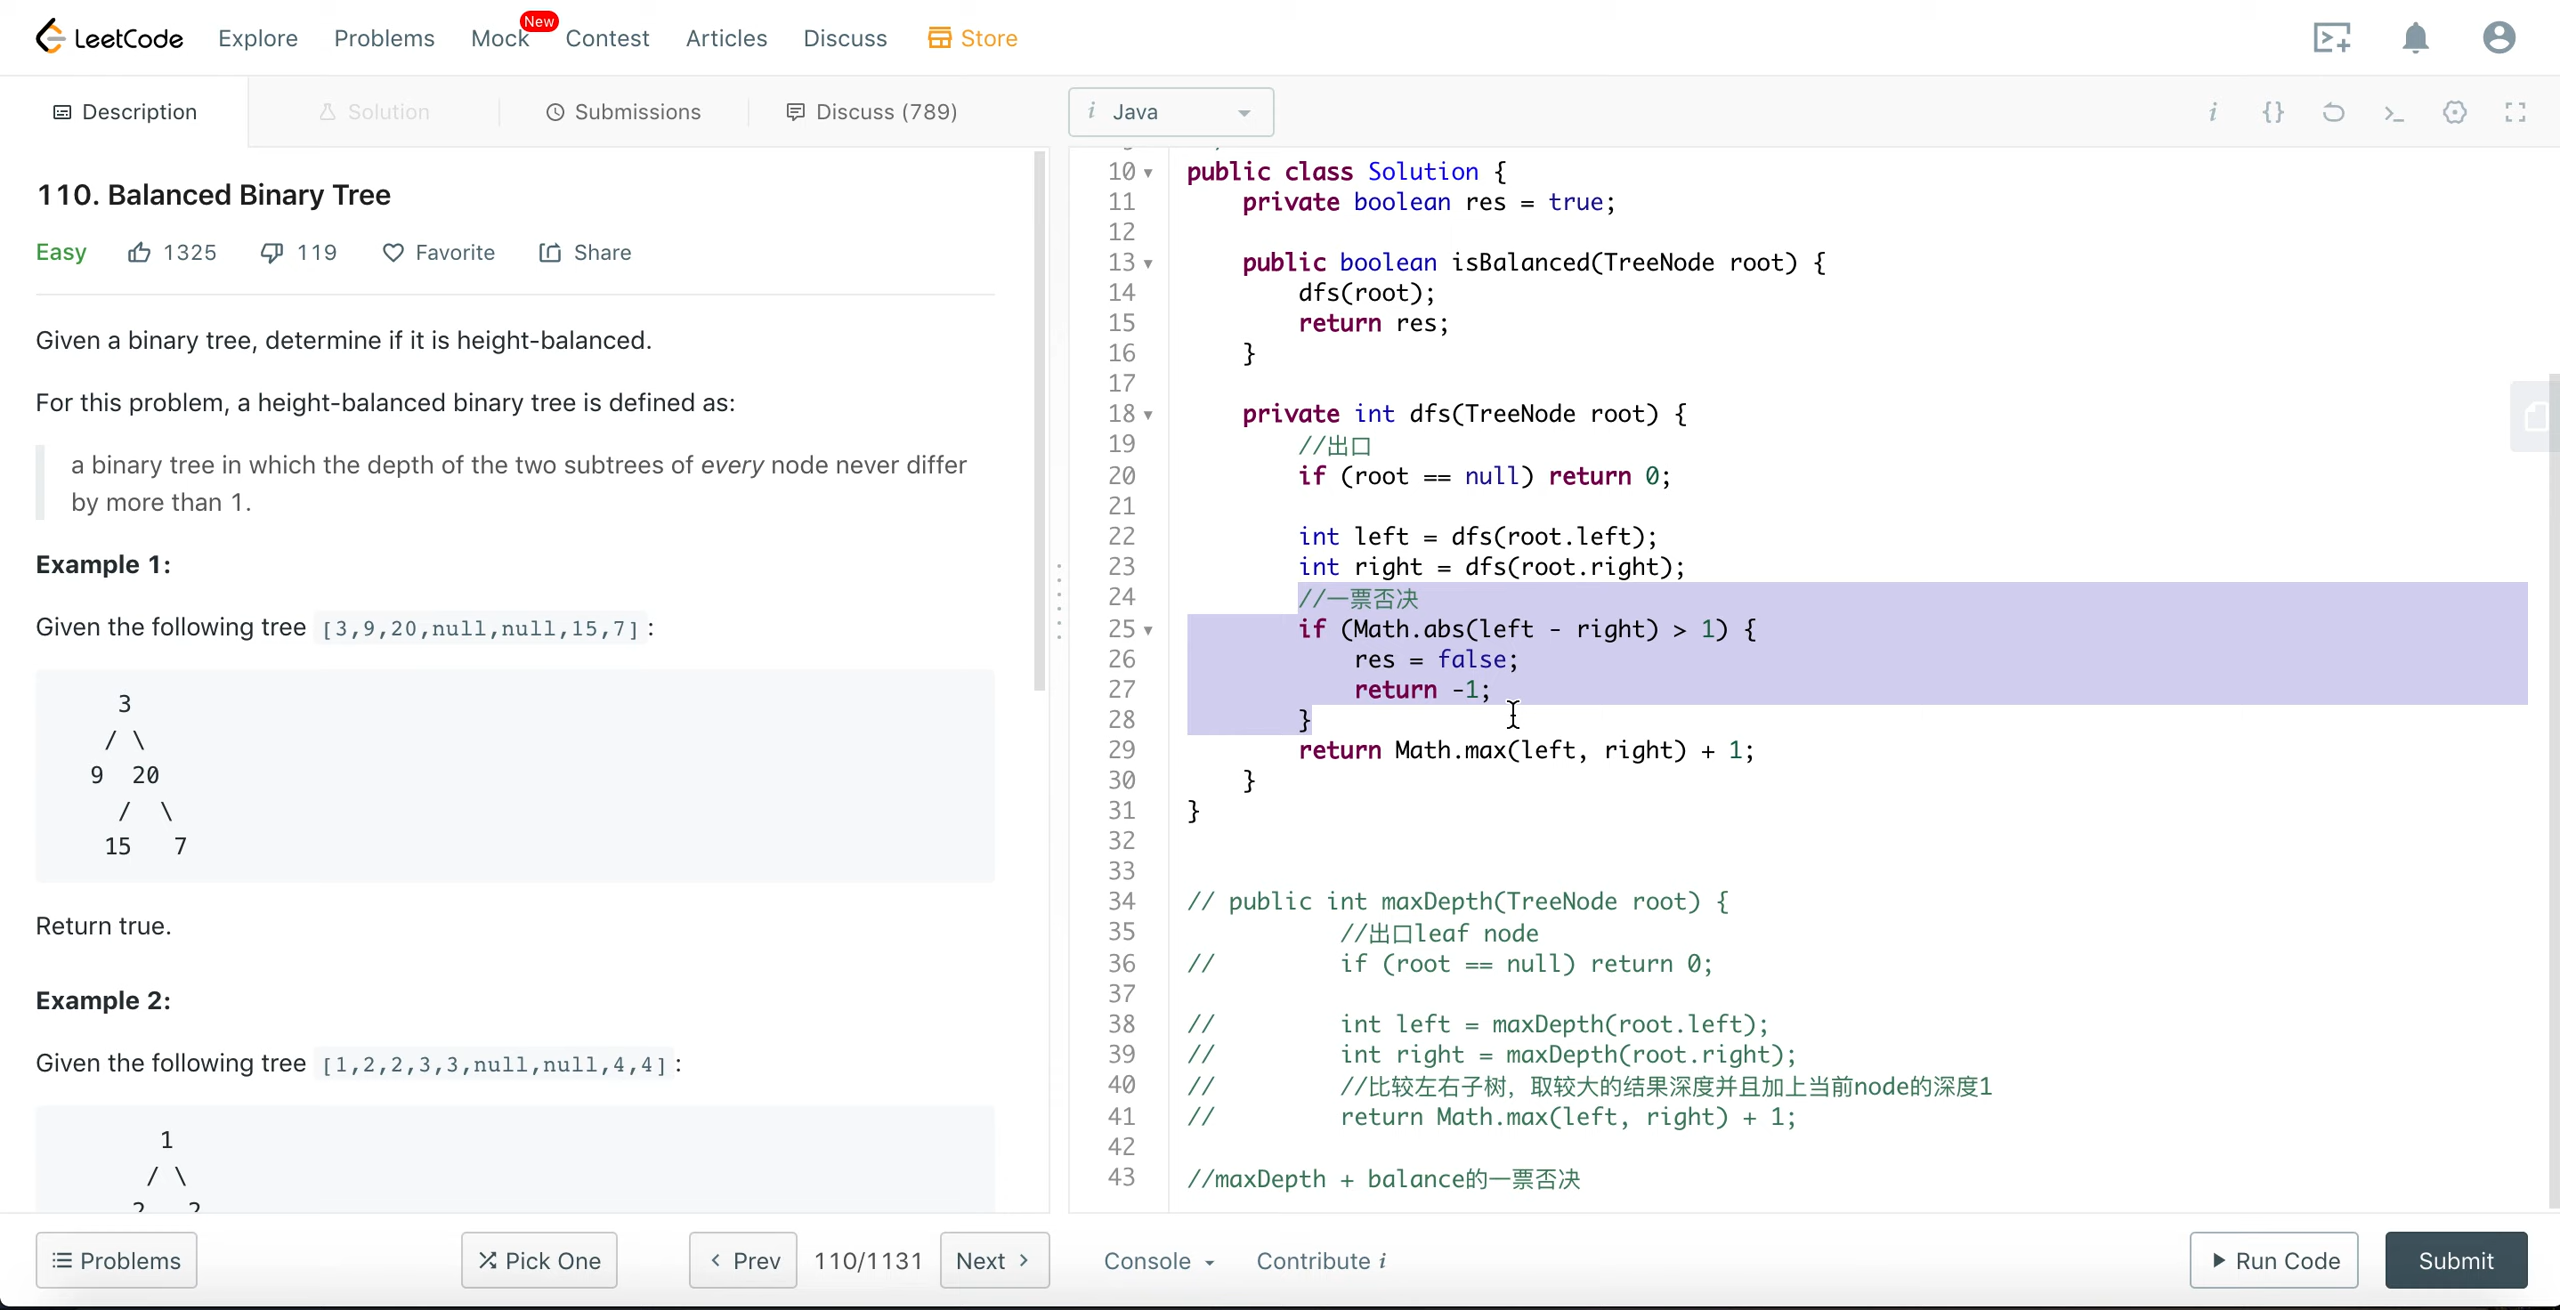 LeetCode Explore Problems Mock New Contest Articles Discuss Store
Description Solution Submissions Discuss (789)
110. Balanced Binary Tree
Easy 1325 119 Favorite Share
Given a binary tree, determine if it is height-balanced.
For this problem, a height-balanced binary tree is defined as:
a binary tree in which the depth of the two subtrees of every node never differ
by more than 1.
Example 1:
Given the following tree [3,9,20,null,null,15,7]:
3
/ \
9 20
/ \
15 7
Return true.
Example 2:
Given the following tree [1,2,2,3,3,null,null,4,4]:
1
/ \
2 2
Problems Pick One Prev 110/1131 Next
i Java
i {}
10 public class Solution {
11 private boolean res = true;
12
13 public boolean isBalanced(TreeNode root) {
14 dfs(root);
15 return res;
16 }
17
18 private int dfs(TreeNode root) {
19 //出口
20 if (root == null) return 0;
21
22 int left = dfs(root.left);
23 int right = dfs(root.right);
24 //一票否决
25 if (Math.abs(left - right) > 1) {
26 res = false;
27 return -1;
28 }
29 return Math.max(left, right) + 1;
30 }
31 }
32
33
34 // public int maxDepth(TreeNode root) {
35 //出口leaf node
36 // if (root == null) return 0;
37
38 // int left = maxDepth(root.left);
39 // int right = maxDepth(root.right);
40 // //比较左右子树，取较大的结果深度并且加上当前node的深度1
41 // return Math.max(left, right) + 1;
42
43 //maxDepth + balance的一票否决
Console Contribute i
Run Code Submit